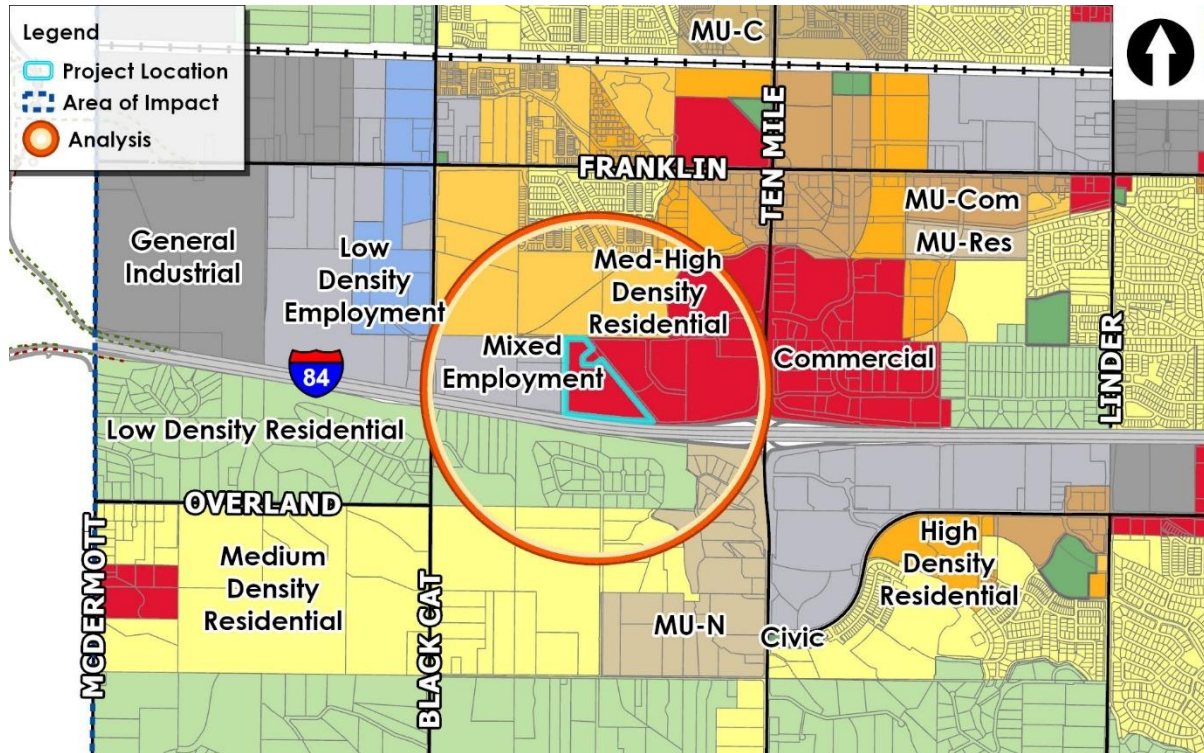 Legend
Project Location
Area of Impact
Analysis
MU-C
TEN MILE
FRANKLIN
MU-Com
MU-Res
General
Industrial
Low
Density
Employment
Med-High
Density
Residential
Mixed
Employment
Commercial
LINDER
84
Low Density Residential
OVERLAND
McDERMOTT
Medium
Density
Residential
BLACK CAT
MU-N
Civic
High
Density
Residential